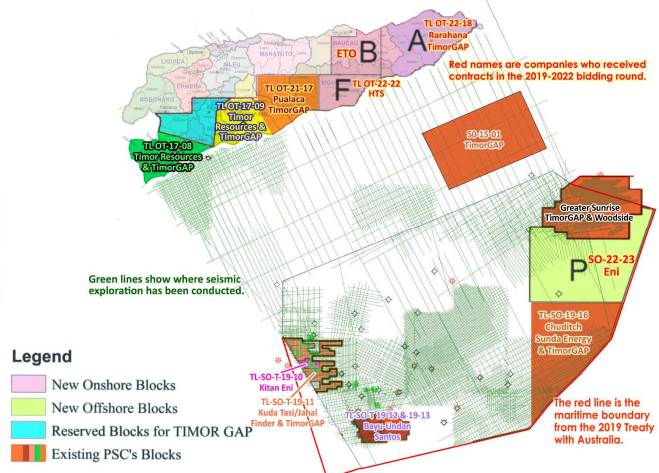 TL OT-22-18
Rarahana
TimorGAP
A
B
ETO
F
TL OT-22-22
HTS
Red names are companies who received
contracts in the 2019-2022 bidding round.
BAUCAU
MANATUTO
LIQUIÇÁ
ERMERA
BOBONARO
TL OT-21-17
Pualaca
TimorGAP
TL OT-17-09
Timor
Resources &
TimorGAP
TL OT-17-08
Timor Resources
& TimorGAP
SO-15-01
TimorGAP
Greater Sunrise
TimorGAP & Woodside
P
SO-22-23
Eni
Green lines show where seismic
exploration has been conducted.
TL-SO-19-16
Chuditch
Sunda Energy
& TimorGAP
TL-SO-T-19-10
Kitan Eni
TL-SO-T-19-11
Kuda Tasi/Jahal
Finder & TimorGAP
TL-SO-T 19-12 & 19-13
Bayu-Undan
Santos
The red line is the
maritime boundary
from the 2019 Treaty
with Australia.
Legend
New Onshore Blocks
New Offshore Blocks
Reserved Blocks for TIMOR GAP
Existing PSC's Blocks